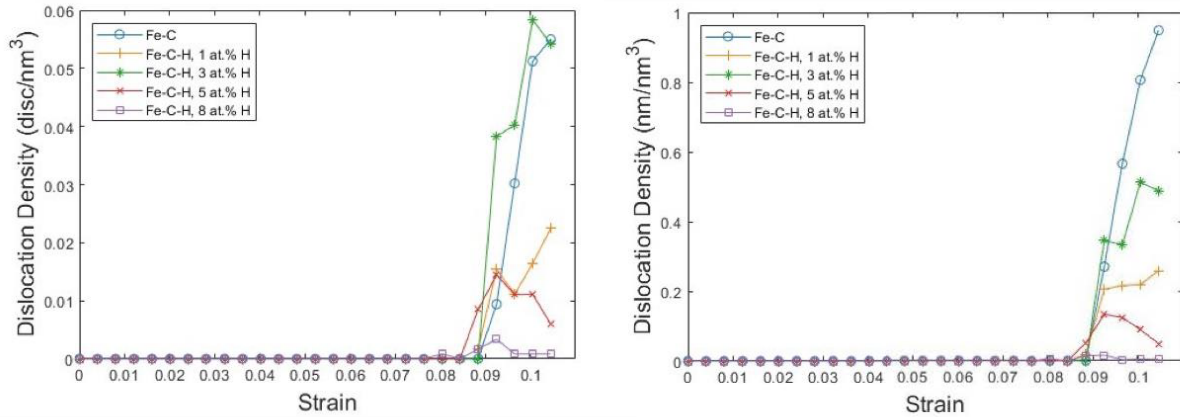 0.06
0.05
0.04
0.03
0.02
0.01
0
Dislocation Density (disc/nm³)
Fe-C
Fe-C-H, 1 at.% H
Fe-C-H, 3 at.% H
Fe-C-H, 5 at.% H
Fe-C-H, 8 at.% H
0 0.01 0.02 0.03 0.04 0.05 0.06 0.07 0.08 0.09 0.1
Strain
1
0.8
0.6
0.4
0.2
0
Dislocation Density (nm/nm³)
Fe-C
Fe-C-H, 1 at.% H
Fe-C-H, 3 at.% H
Fe-C-H, 5 at.% H
Fe-C-H, 8 at.% H
0 0.01 0.02 0.03 0.04 0.05 0.06 0.07 0.08 0.09 0.1
Strain